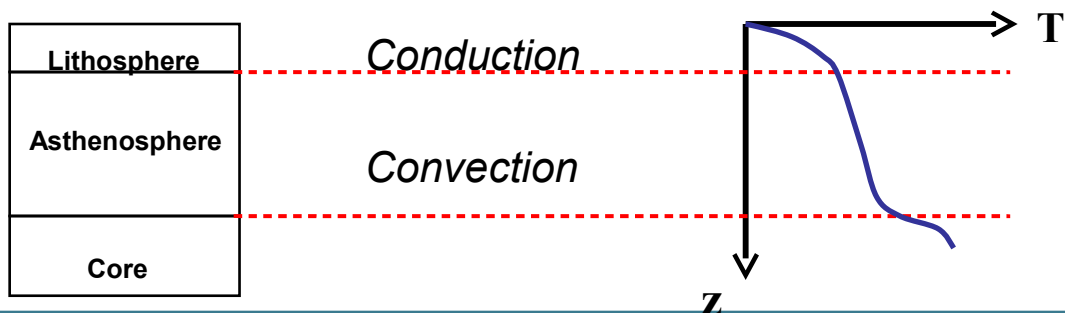 T
Lithosphere
Conduction
Asthenosphere
Convection
Core
z